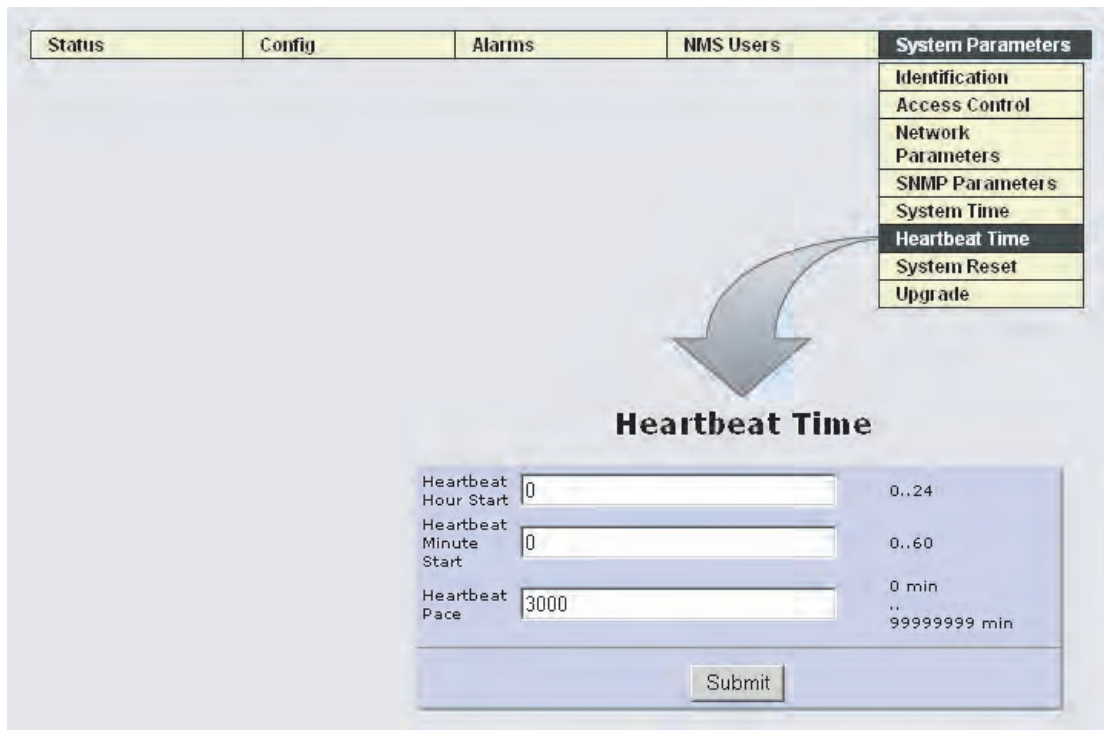 Status Config Alarms NMS Users System Parameters
Identification
Access Control
Network
Parameters
SNMP Parameters
System Time
Heartbeat Time
System Reset
Upgrade
Heartbeat Time
Heartbeat
Hour Start
0
0..24
Heartbeat
Minute
Start
0
0..60
Heartbeat
Pace
3000
0 min
..
99999999 min
Submit